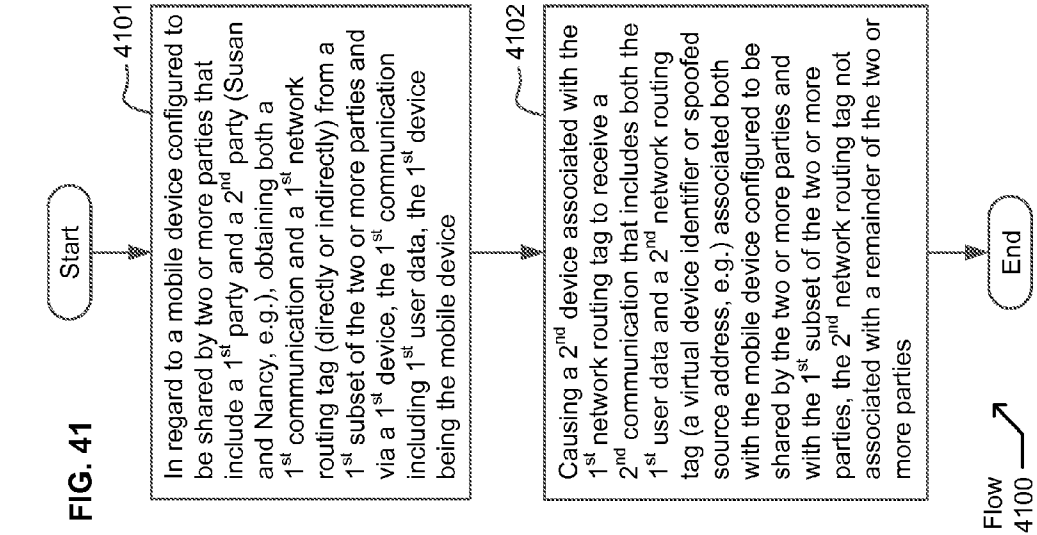 FIG. 41
Start
4101
In regard to a mobile device configured to
be shared by two or more parties that
include a 1st party and a 2nd party (Susan
and Nancy, e.g.), obtaining both a
1st communication and a 1st network
routing tag (directly or indirectly) from a
1st subset of the two or more parties and
via a 1st device, the 1st communication
including 1st user data, the 1st device
being the mobile device
4102
Causing a 2nd device associated with the
1st network routing tag to receive a
2nd communication that includes both the
1st user data and a 2nd network routing
tag (a virtual device identifier or spoofed
source address, e.g.) associated both
with the mobile device configured to be
shared by the two or more parties and
with the 1st subset of the two or more
parties, the 2nd network routing tag not
associated with a remainder of the two or
more parties
End
Flow
4100